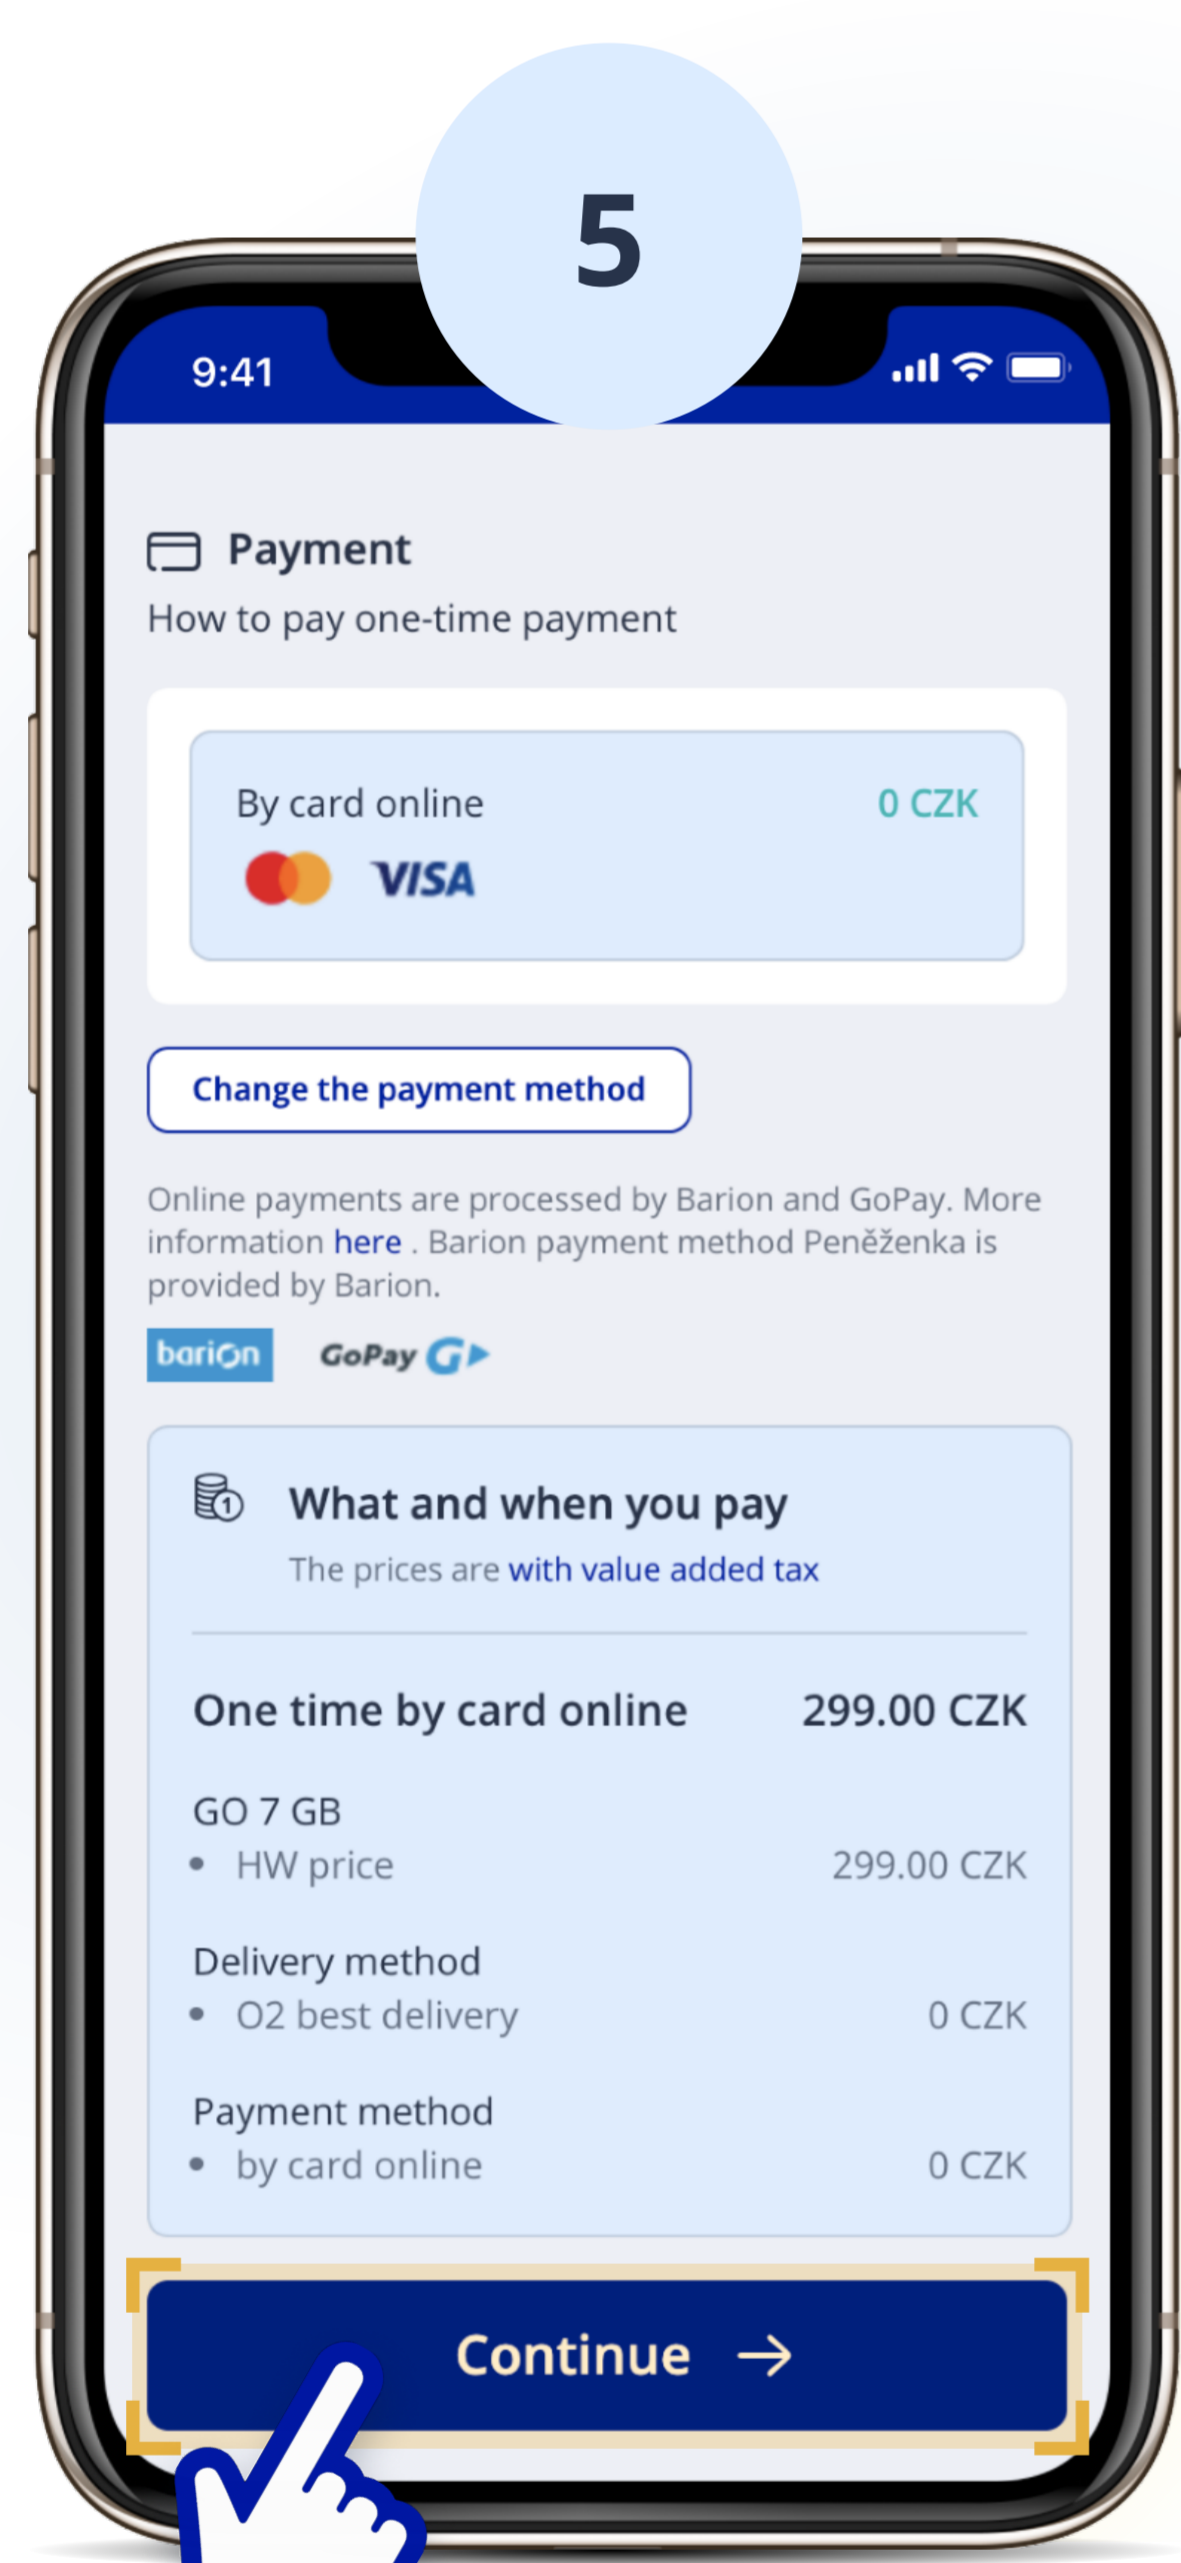 5
9:41
Payment
How to pay one-time payment
By card online 0 CZK
VISA
Change the payment method
Online payments are processed by Barion and GoPay. More
information here . Barion payment method Peněženka is
provided by Barion.
barion GoPay G
1
What and when you pay
The prices are with value added tax
One time by card online 299.00 CZK
GO 7 GB
• HW price 299.00 CZK
Delivery method
• O2 best delivery 0 CZK
Payment method
• by card online 0 CZK
Continue →